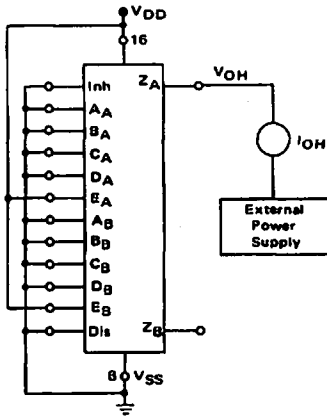 VDD
16
Inh
AA
BA
CA
DA
EA
AB
BB
CB
DB
EB
Dis
ZA
ZB
VOH
IOH
External
Power
Supply
8
VSS